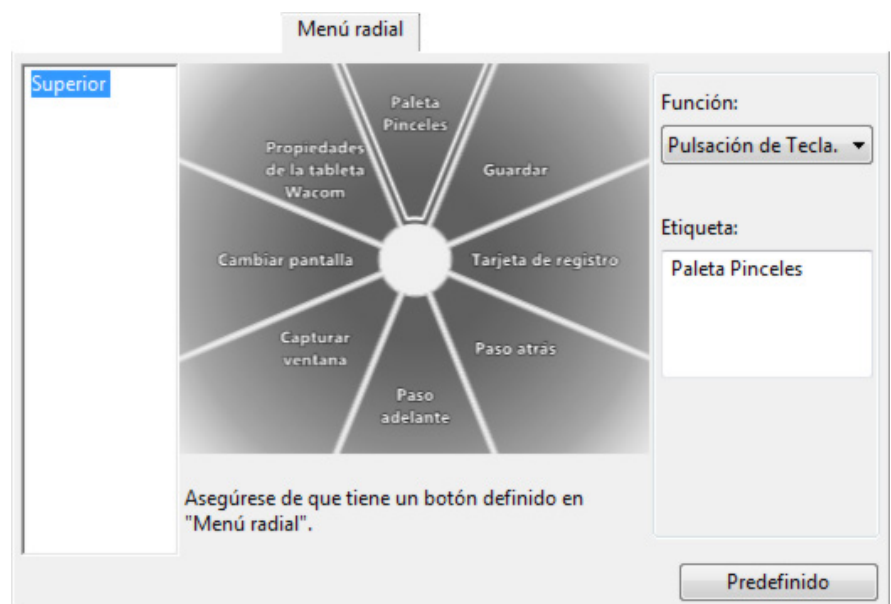 Menú radial
Superior
Paleta
Pinceles
Propiedades
de la tableta
Wacom
Guardar
Cambiar pantalla
Tarjeta de registro
Capturar
ventana
Paso atrás
Paso
adelante
Asegúrese de que tiene un botón definido en
"Menú radial".
Función:
Pulsación de Tecla.
Etiqueta:
Paleta Pinceles
Predefinido